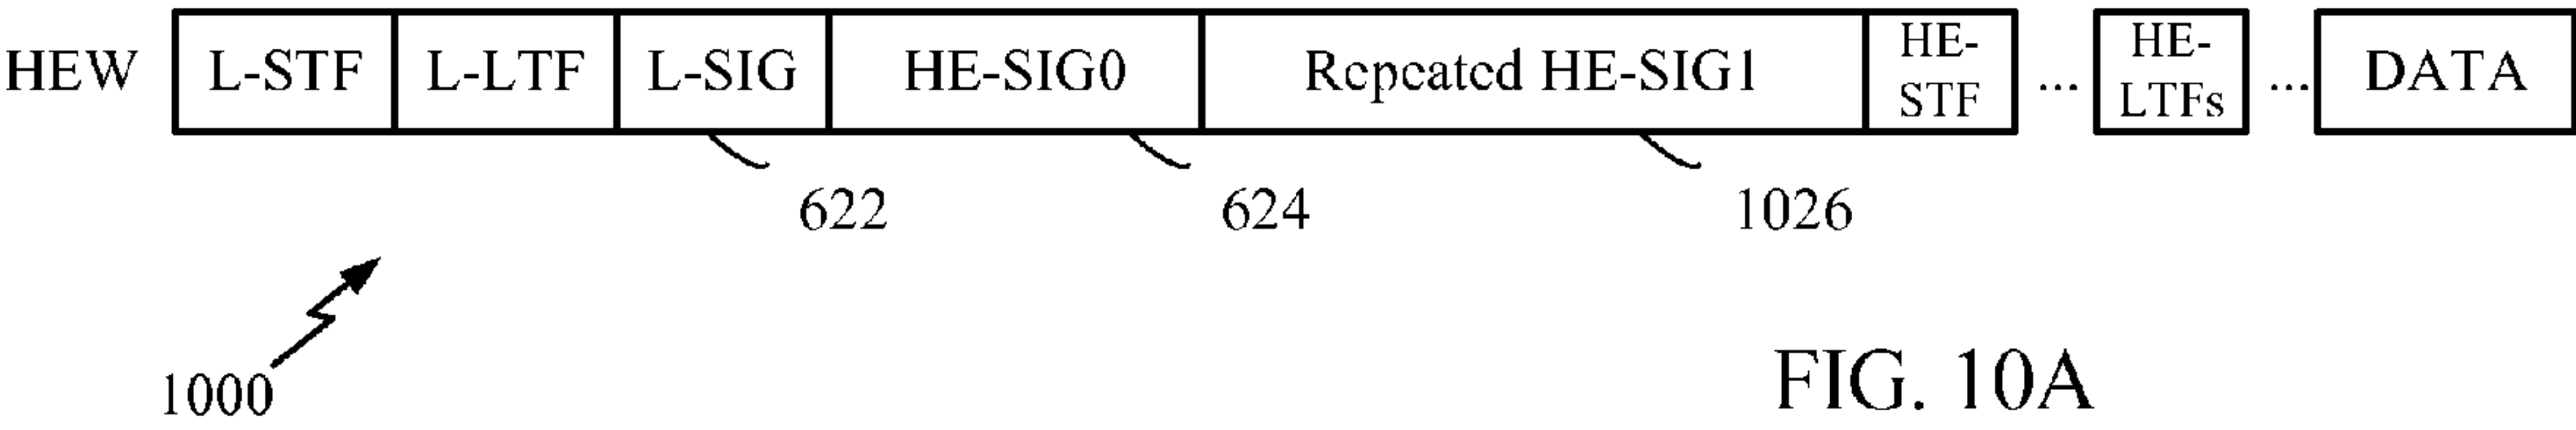 HEW L-STF L-LTF L-SIG HE-SIG0 Repeated HE-SIG1 HE-STF ... HE-LTFs ... DATA
622 624 1026
1000
FIG. 10A